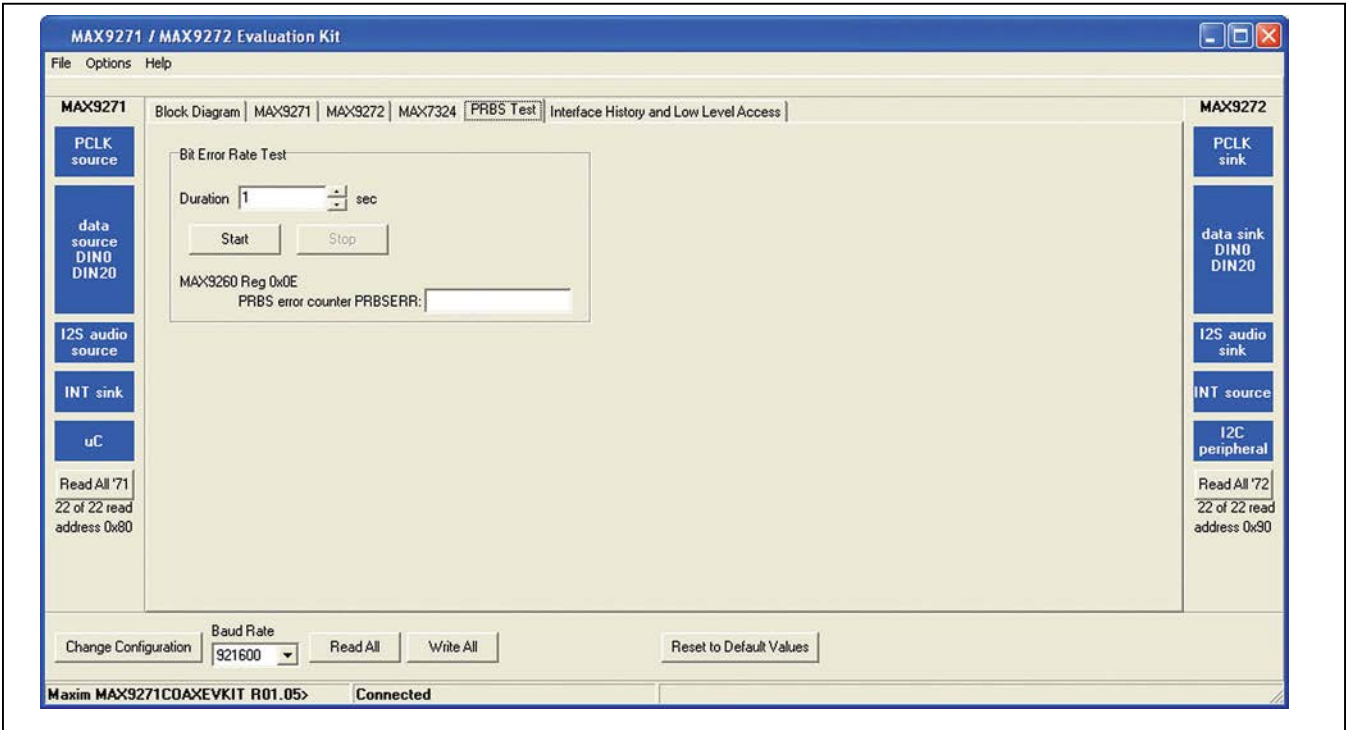 MAX9271 / MAX9272 Evaluation Kit
File Options Help
MAX9271
Block Diagram MAX9271 MAX9272 MAX7324 PRBS Test Interface History and Low Level Access
MAX9272
PCLK
source
data
source
DIN0
DIN20
I2S audio
source
INT sink
uC
Read All '71
22 of 22 read
address 0x80
Bit Error Rate Test
Duration 1 sec
Start Stop
MAX9260 Reg 0x0E
PRBS error counter PRBSERR:
PCLK
sink
data sink
DIN0
DIN20
I2S audio
sink
INT source
I2C
peripheral
Read All '72
22 of 22 read
address 0x90
Change Configuration
Baud Rate
921600
Read All Write All Reset to Default Values
Maxim MAX9271COAXEVKIT R01.05> Connected